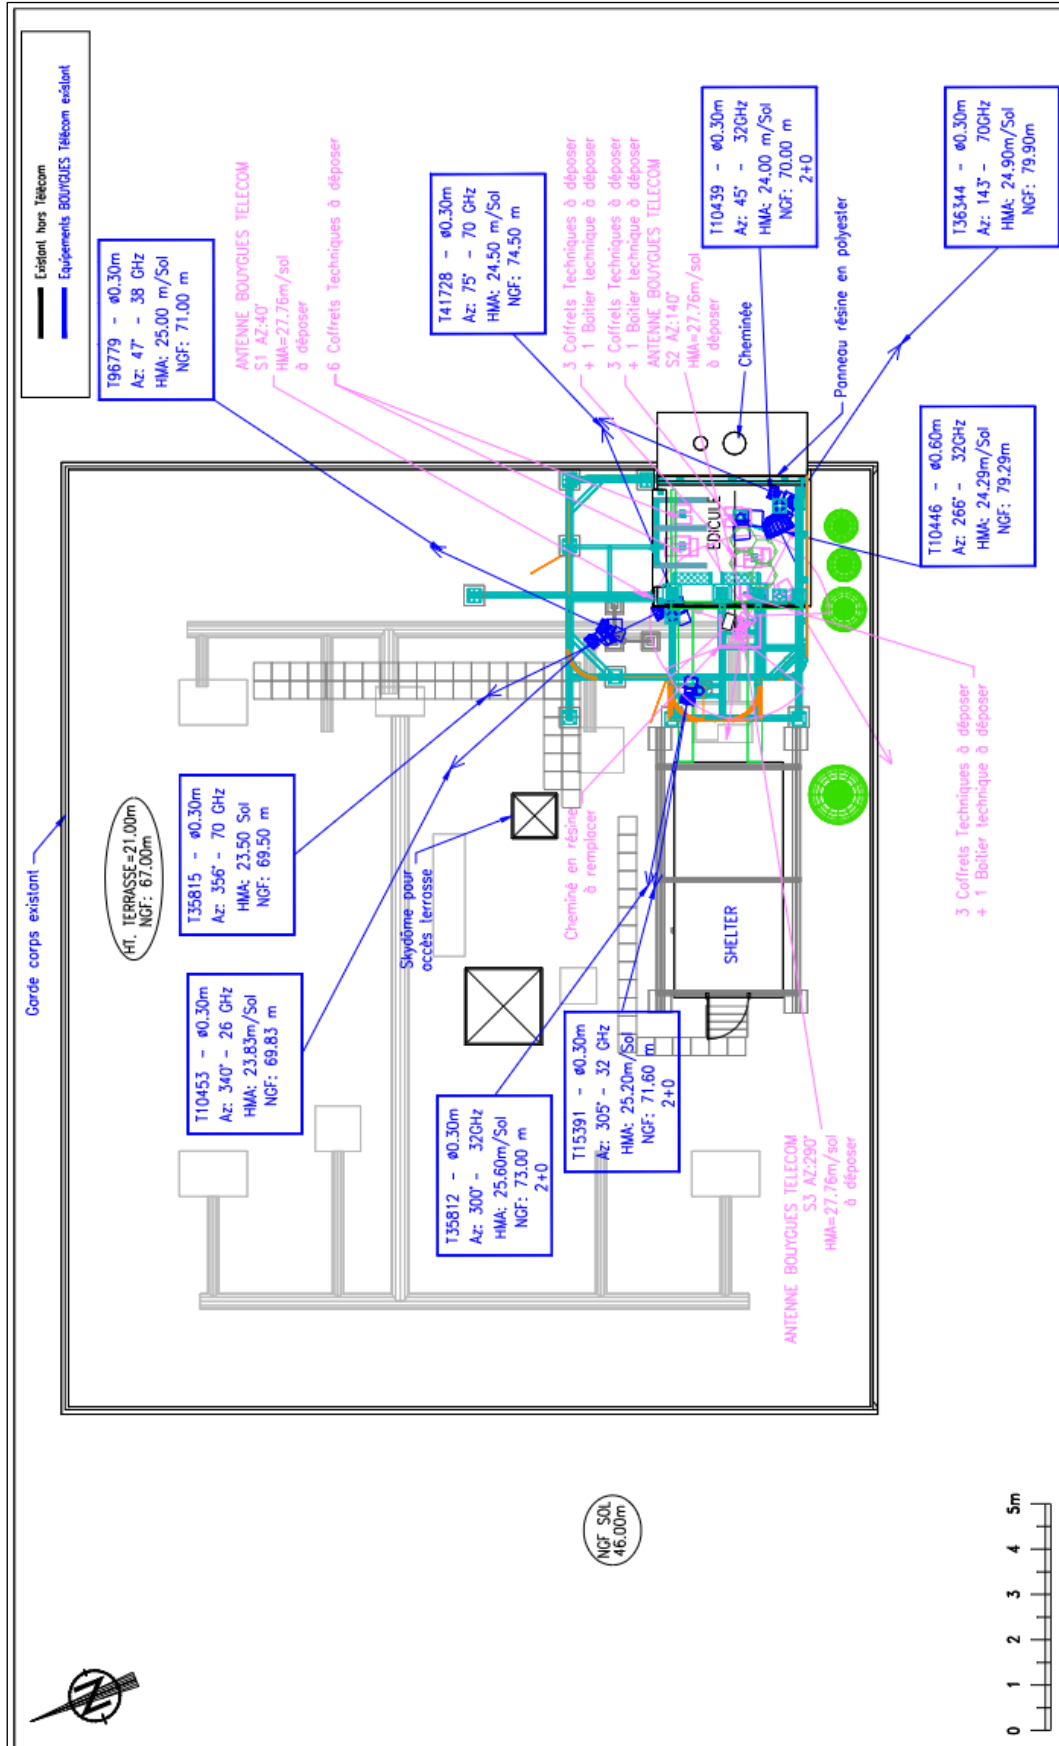 Existant hors Télécom
Equipements BOUYGUES Télécom existant
T96779 - ø0.30m
Az: 47° - 38 GHz
HMA: 25.00 m/Sol
NGF: 71.00 m
ANTENNE BOUYGUES TELECOM
S1 AZ:40°
HMA=27.76m/sol
à déposer
6 Coffrets Techniques à déposer
T41728 - ø0.30m
Az: 75° - 70 GHz
HMA: 24.50 m/Sol
NGF: 74.50 m
3 Coffrets Techniques à déposer
+ 1 Boitier technique à déposer
3 Coffrets Techniques à déposer
+ 1 Boitier technique à déposer
ANTENNE BOUYGUES TELECOM
S2 AZ:140°
HMA=27.76m/sol
à déposer
T10439 - ø0.30m
Az: 45° - 32GHz
HMA: 24.00 m/Sol
NGF: 70.00 m
2+0
Cheminée
Panneau résine en polyester
T36344 - ø0.30m
Az: 143° - 70GHz
HMA: 24.90m/Sol
NGF: 79.90m
T10446 - ø0.60m
Az: 266° - 32GHz
HMA: 24.29m/Sol
NGF: 79.29m
EDICULE
Garde corps existant
HT. TERRASSE=21.00m
NGF: 67.00m
T35815 - ø0.30m
Az: 356° - 70 GHz
HMA: 23.50 Sol
NGF: 69.50 m
T10453 - ø0.30m
Az: 340° - 26 GHz
HMA: 23.83m/Sol
NGF: 69.83 m
Skydôme pour
accès terrasse
Cheminé en résine
à remplacer
SHELTER
3 Coffrets Techniques à déposer
+ 1 Boitier technique à déposer
T35812 - ø0.30m
Az: 300° - 32GHz
HMA: 25.60m/Sol
NGF: 73.00 m
2+0
T15391 - ø0.30m
Az: 305° - 32 GHz
HMA: 25.20m/Sol
NGF: 71.60 m
2+0
ANTENNE BOUYGUES TELECOM
S3 AZ:290°
HMA=27.76m/sol
à déposer
NGF SOL
46.00m
N
0 1 2 3 4 5m